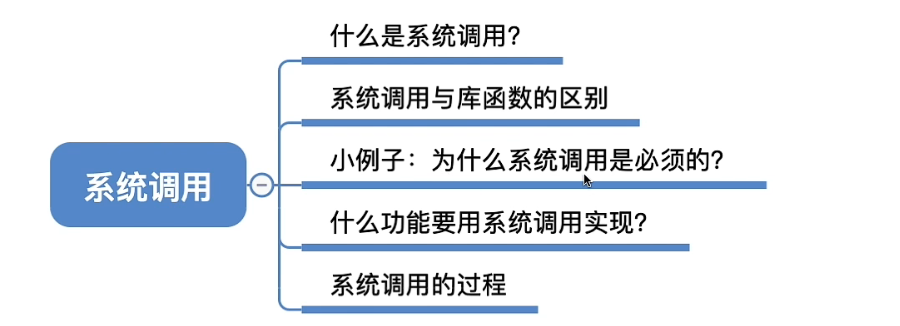 什么是系统调用?
系统调用与库函数的区别
小例子：为什么系统调用是必须的?
系统调用
什么功能要用系统调用实现?
系统调用的过程